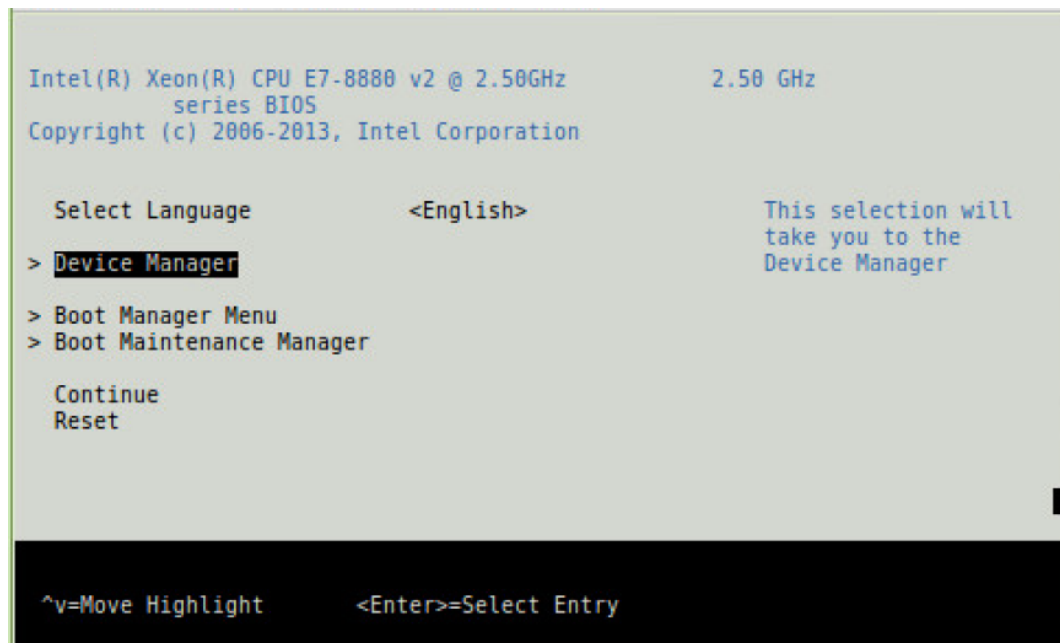 Intel(R) Xeon(R) CPU E7-8880 v2 @ 2.50GHz 2.50 GHz
series BIOS
Copyright (c) 2006-2013, Intel Corporation
Select Language <English> This selection will
take you to the
> Device Manager Device Manager
> Boot Manager Menu
> Boot Maintenance Manager
Continue
Reset
^v=Move Highlight <Enter>=Select Entry